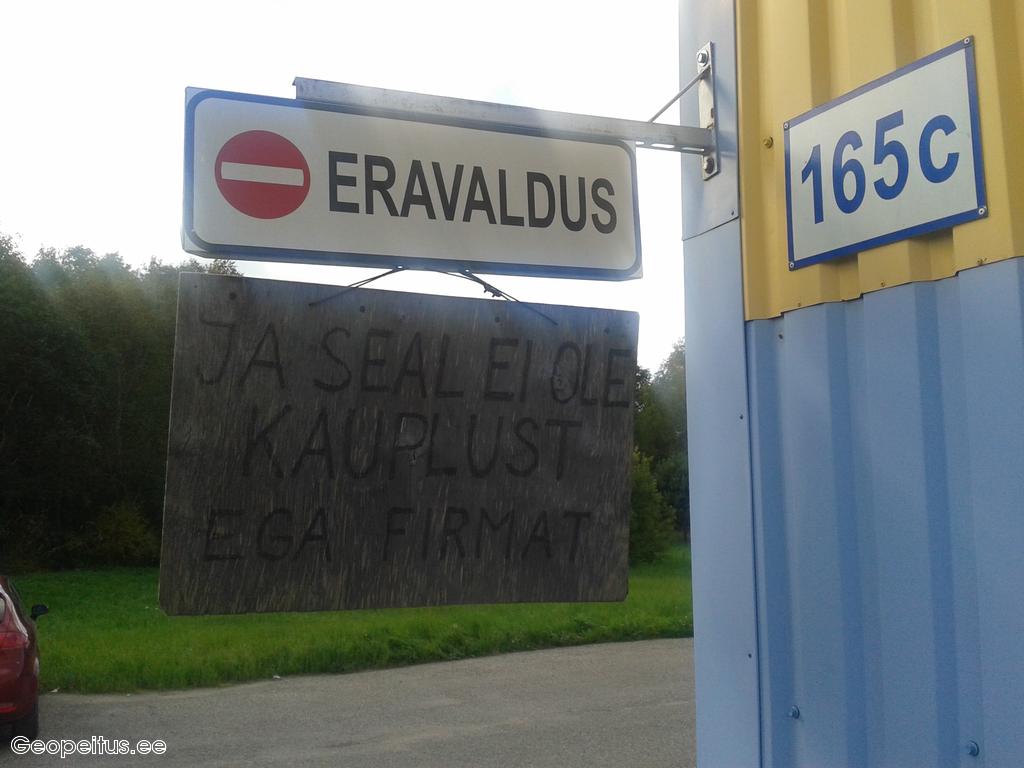 ERAVALDUS
165c
JA SEAL EI OLE
KAUPLUST
EGA FIRMAT
Geopeitus.ee